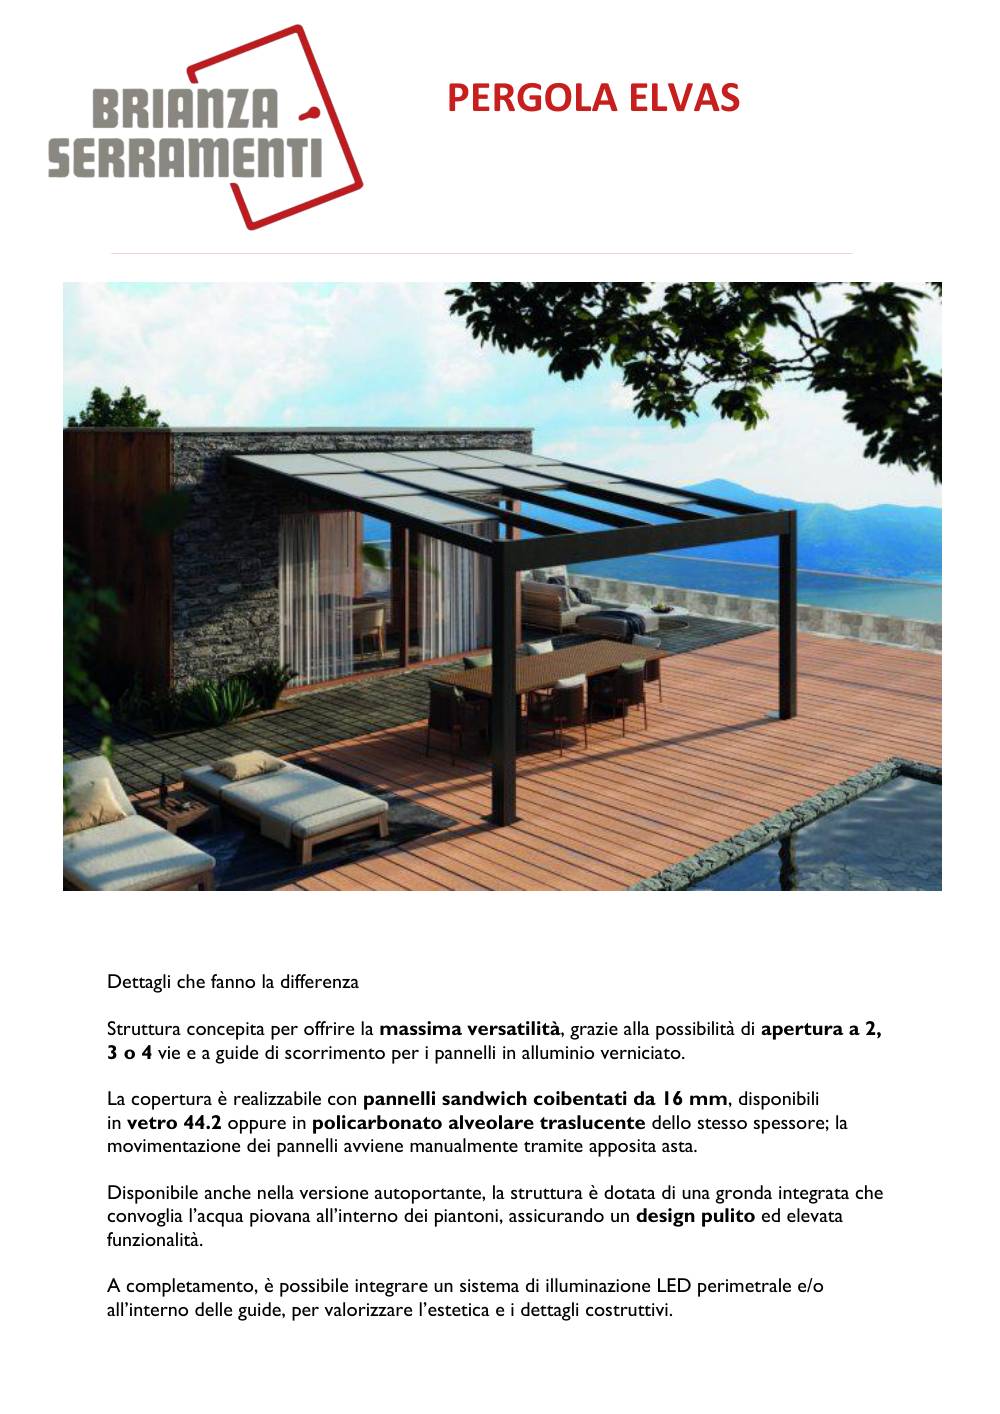 BRIANZA
SERRAMENTI
PERGOLA ELVAS
Dettagli che fanno la differenza
Struttura concepita per offrire la massima versatilità, grazie alla possibilità di apertura a 2,
3 o 4 vie e a guide di scorrimento per i pannelli in alluminio verniciato.
La copertura è realizzabile con pannelli sandwich coibentati da 16 mm, disponibili
in vetro 44.2 oppure in policarbonato alveolare traslucente dello stesso spessore; la
movimentazione dei pannelli avviene manualmente tramite apposita asta.
Disponibile anche nella versione autoportante, la struttura è dotata di una gronda integrata che
convoglia l’acqua piovana all’interno dei piantoni, assicurando un design pulito ed elevata
funzionalità.
A completamento, è possibile integrare un sistema di illuminazione LED perimetrale e/o
all’interno delle guide, per valorizzare l’estetica e i dettagli costruttivi.